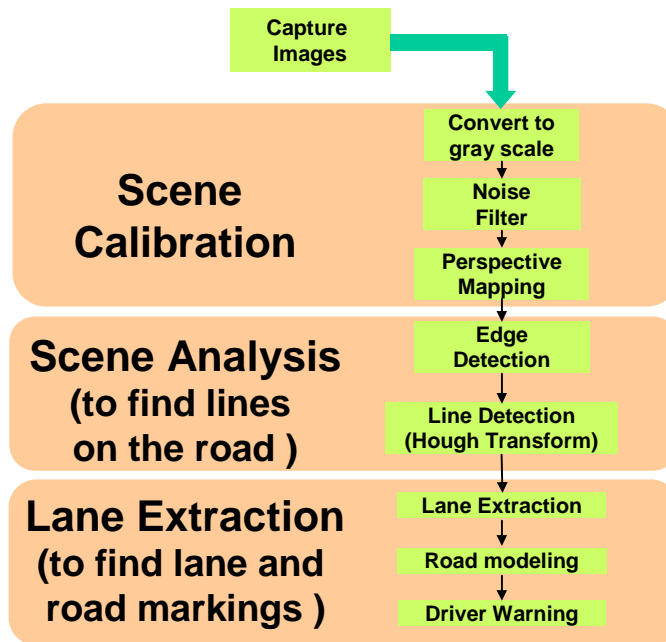 Capture
Images
Scene
Calibration
Convert to
gray scale
Noise
Filter
Perspective
Mapping
Scene Analysis
(to find lines
on the road )
Edge
Detection
Line Detection
(Hough Transform)
Lane Extraction
(to find lane and
road markings )
Lane Extraction
Road modeling
Driver Warning